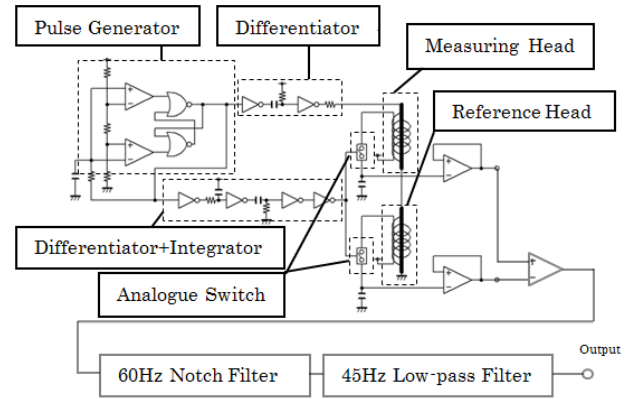 Pulse Generator
Differentiator
Measuring Head
Reference Head
Differentiator+Integrator
Analogue Switch
Output
60Hz Notch Filter
45Hz Low-pass Filter